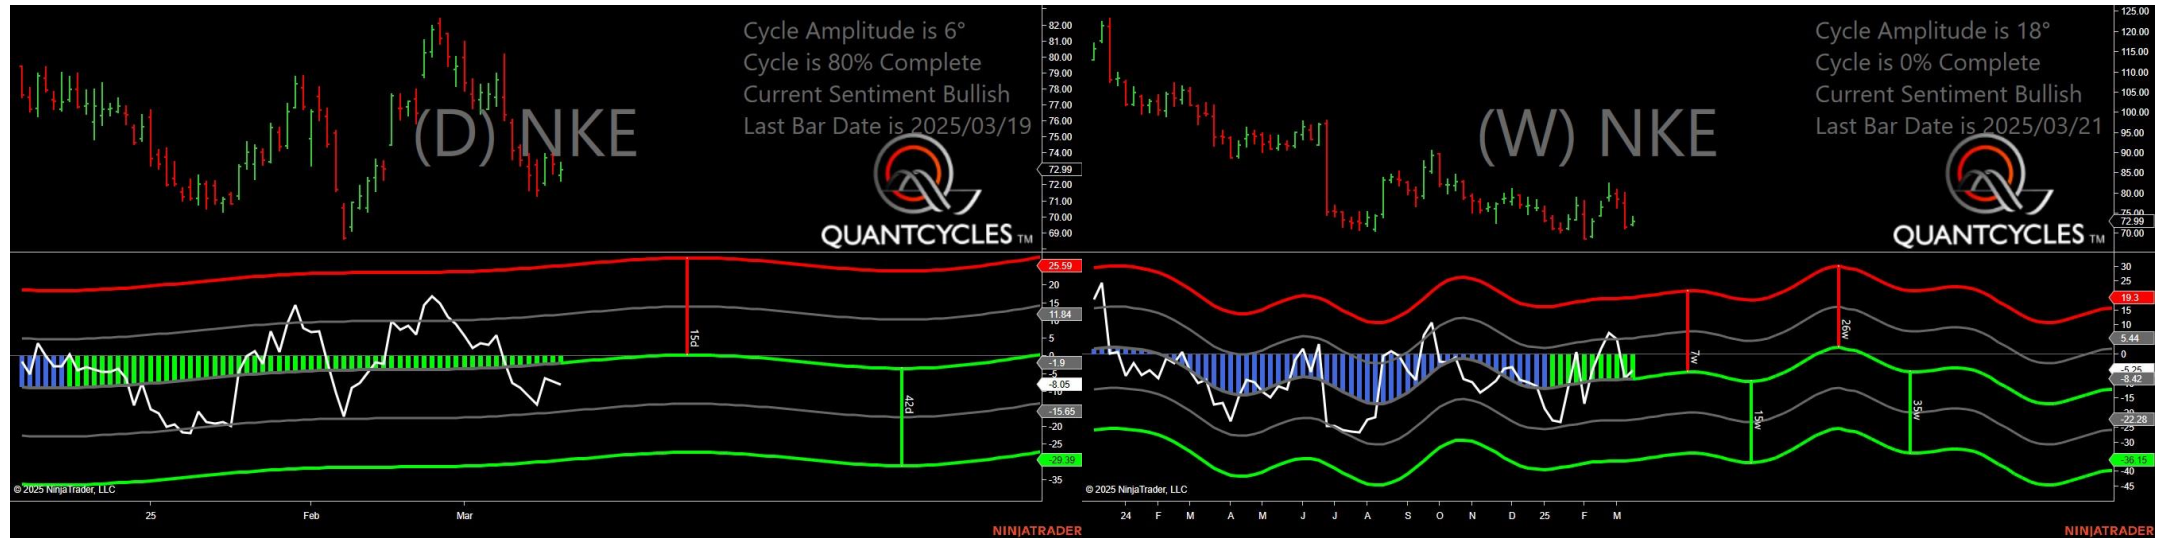 Cycle Amplitude is 6°
Cycle is 80% Complete
Current Sentiment Bullish
Last Bar Date is 2025/03/19
(D) NKE
QUANTCYCLES TM
82.00
81.00
80.00
79.00
78.00
77.00
76.00
75.00
74.00
72.99
72.00
71.00
70.00
69.00
25.59
20
15
11.84
10
5
0
-1.9
-5
-8.05
-15.65
-20
-25
-29.39
-35
15d
42d
© 2025 NinjaTrader, LLC
25
Feb
Mar
NINJATRADER
Cycle Amplitude is 18°
Cycle is 0% Complete
Current Sentiment Bullish
Last Bar Date is 2025/03/21
(W) NKE
QUANTCYCLES TM
125.00
120.00
115.00
110.00
105.00
100.00
95.00
90.00
85.00
80.00
75.00
72.99
70.00
30
25
19.3
15
10
5.44
0
-5.25
-8.42
-15
-22.28
-25
-30
-36.15
-40
-45
7w
15w
26w
35w
© 2025 NinjaTrader, LLC
24
F
M
A
M
J
J
A
S
O
N
D
25
F
M
NINJATRADER